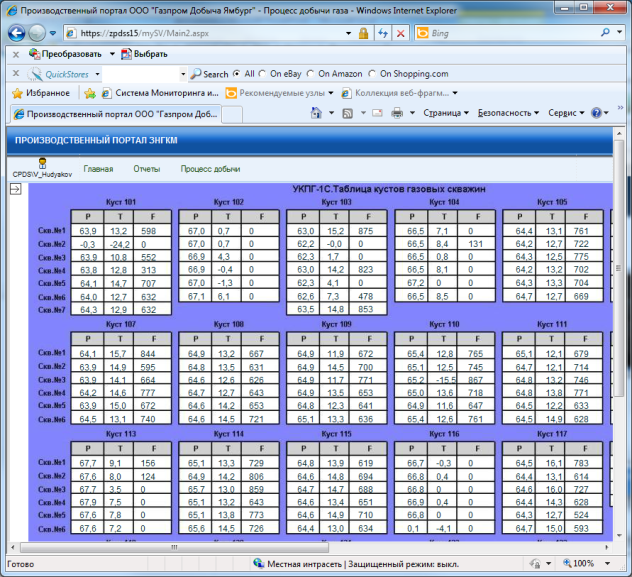 Производственный портал ООО "Газпром Добыча Ямбург" - Процесс добычи газа - Windows Internet Explorer
https://zpdss15/mySV/Main2.aspx Bing
x Преобразовать Выбрать
x QuickStores Search All On eBay On Amazon On Shopping.com
Избранное Система Мониторинга и... Рекомендуемые узлы Коллекция веб-фрагм...
Производственный портал ООО "Газпром Доб... Страница Безопасность Сервис
ПРОИЗВОДСТВЕННЫЙ ПОРТАЛ ЗНГКМ
CPDS\V_Hudyakov Главная Отчеты Процесс добычи
УКПГ-1С.Таблица кустов газовых скважин
Куст 101 Куст 102 Куст 103 Куст 104 Куст 105
P T F P T F P T F P T F P T F
Скв.№1 63,9 13,2 598 67,0 0,7 0 63,0 15,2 875 66,5 7,1 0 64,4 13,1 761
Скв.№2 -0,3 -24,2 0 67,0 0,7 0 62,2 -0,0 0 66,5 8,4 131 64,2 12,7 722
Скв.№3 63,9 10,8 552 66,9 4,3 0 62,3 1,7 0 66,5 0,8 0 64,3 12,5 775
Скв.№4 63,8 12,8 313 66,9 -0,4 0 63,0 14,2 823 66,5 8,1 0 64,2 13,2 702
Скв.№5 64,1 14,7 707 67,0 -1,3 0 62,3 4,1 0 67,2 0 0 64,3 13,3 704
Скв.№6 64,0 12,7 632 67,1 6,1 0 62,6 7,3 478 66,5 8,5 0 64,7 12,7 669
Скв.№7 64,3 12,9 632 63,5 14,8 853
Куст 107 Куст 108 Куст 109 Куст 110 Куст 111
P T F P T F P T F P T F P T F
Скв.№1 64,1 15,7 844 64,9 13,2 667 64,9 11,9 672 65,4 12,8 765 65,1 12,1 679
Скв.№2 63,9 14,9 595 64,8 13,5 631 64,9 14,5 700 65,5 12,5 745 64,7 12,1 714
Скв.№3 63,9 14,1 664 64,6 12,6 626 64,9 11,7 771 65,2 -15,5 867 64,8 13,2 746
Скв.№4 64,2 14,6 777 64,7 12,7 643 64,9 13,5 653 65,0 13,6 718 64,8 13,8 771
Скв.№5 63,9 15,0 672 64,6 14,2 653 64,8 12,3 641 64,9 11,6 647 64,5 12,2 633
Скв.№6 64,5 13,1 740 64,6 14,5 721 65,1 13,3 636 65,4 12,6 761 64,5 14,9 628
Куст 113 Куст 114 Куст 115 Куст 116 Куст 117
P T F P T F P T F P T F P T F
Скв.№1 67,7 9,1 156 65,1 13,3 729 64,8 13,9 619 66,7 -0,3 0 64,5 16,1 783
Скв.№2 67,6 8,0 124 64,9 14,2 806 64,6 14,8 694 66,8 0,4 0 64,4 13,1 614
Скв.№3 67,7 3,5 0 65,7 13,0 859 64,7 14,7 688 66,8 0 0 64,6 16,0 727
Скв.№4 67,9 7,5 0 65,1 13,2 643 64,6 13,4 651 66,9 0,4 0 64,4 14,3 628
Скв.№5 67,6 7,8 0 65,1 13,8 773 64,6 14,9 710 66,8 0 0 64,3 12,7 524
Скв.№6 67,6 7,2 0 65,6 14,5 726 64,4 13,0 634 0,1 -4,1 0 64,7 15,0 593
Готово Местная интрасеть | Защищенный режим: выкл. 100%